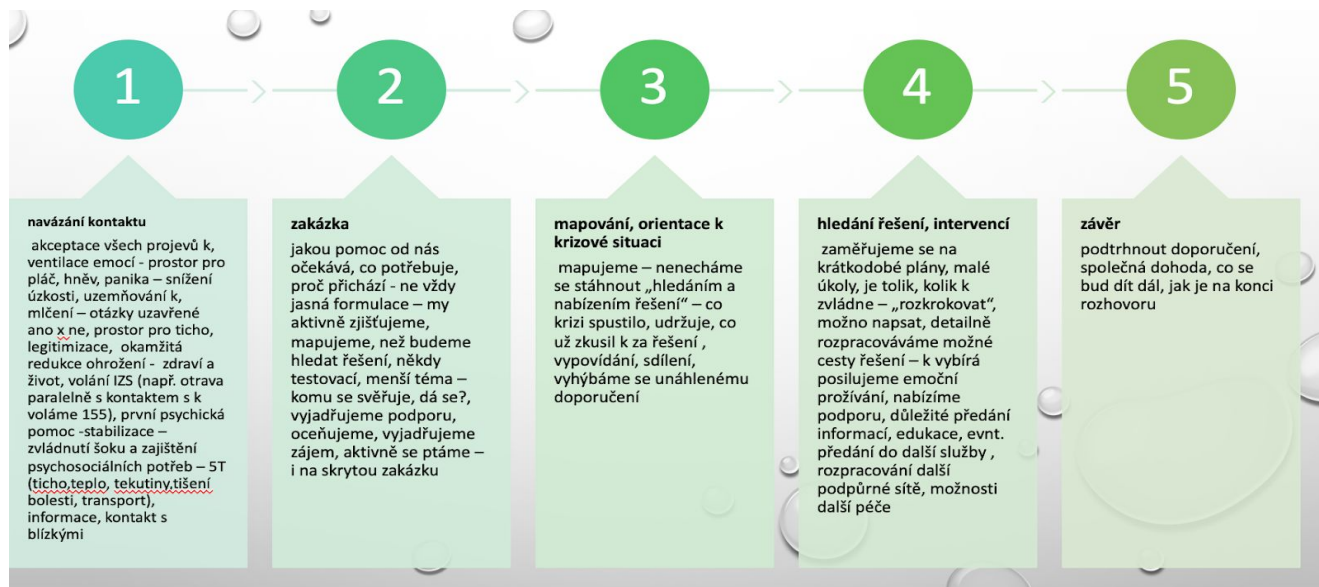 1
navázání kontaktu
akceptace všech projevů k,
ventilace emocí - prostor pro
pláč, hněv, panika – snížení
úzkosti, uzemňování k,
mlčení – otázky uzavřené
ano x ne, prostor pro ticho,
legitimizace, okamžitá
redukce ohrožení - zdraví a
život, volání IZS (např. otrava
paralelně s kontaktem s k
voláme 155), první psychická
pomoc -stabilizace –
zvládnutí šoku a zajištění
psychosociálních potřeb – 5T
(ticho,teplo, tekutiny,tišení
bolesti, transport),
informace, kontakt s
blízkými
2
zakázka
jakou pomoc od nás
očekává, co potřebuje,
proč přichází - ne vždy
jasná formulace – my
aktivně zjišťujeme,
mapujeme, než budeme
hledat řešení, někdy
testovací, menší téma –
komu se svěřuje, dá se?,
vyjadřujeme podporu,
oceňujeme, vyjadřujeme
zájem, aktivně se ptáme –
i na skrytou zakázku
3
mapování, orientace k
krizové situaci
mapujeme – nenecháme
se stáhnout „hledáním a
nabízením řešení“ – co
krizi spustilo, udržuje, co
už zkusil k za řešení ,
vypovídání, sdílení,
vyhýbáme se unáhlenému
doporučení
4
hledání řešení, intervencí
zaměřujeme se na
krátkodobé plány, malé
úkoly, je tolik, kolik k
zvládne – „rozkrokovat“,
možno napsat, detailně
rozpracováváme možné
cesty řešení – k vybírá
posilujeme emoční
prožívání, nabízíme
podporu, důležité předání
informací, edukace, evnt.
předání do další služby ,
rozpracování další
podpůrné sítě, možnosti
další péče
5
závěr
podtrhnout doporučení,
společná dohoda, co se
bud dít dál, jak je na konci
rozhovoru